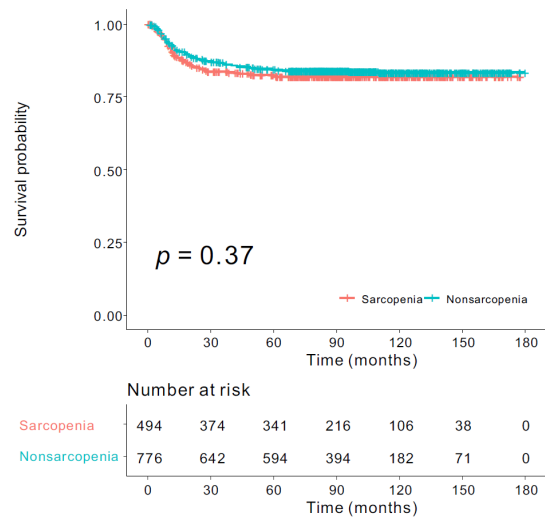 1.00
0.75
0.50
0.25
0.00
Survival probability
p = 0.37
Sarcopenia Nonsarcopenia
0 30 60 90 120 150 180
Time (months)
Number at risk
Sarcopenia 494 374 341 216 106 38 0
Nonsarcopenia 776 642 594 394 182 71 0
0 30 60 90 120 150 180
Time (months)